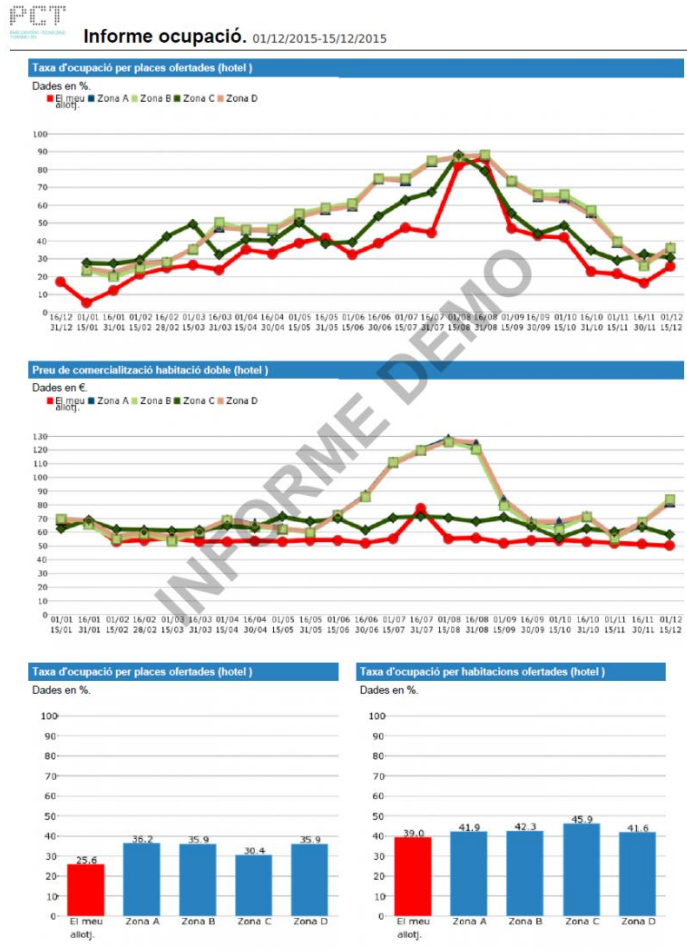 PCT
Informe ocupació. 01/12/2015-15/12/2015
Taxa d'ocupació per places ofertades (hotel )
Dades en %.
El meu allotj. Zona A Zona B Zona C Zona D
100
90
80
70
60
50
40
30
20
10
0
16/12 01/01 16/01 01/02 16/02 01/03 16/03 01/04 16/04 01/05 16/05 01/06 16/06 01/07 16/07 01/08 16/08 01/09 16/09 01/10 16/10 01/11 16/11 01/12
31/12 15/01 31/01 15/02 28/02 15/03 31/03 15/04 30/04 15/05 31/05 15/06 30/06 15/07 31/07 15/08 31/08 15/09 30/09 15/10 31/10 15/11 30/11 15/12
Preu de comercialització habitació doble (hotel )
Dades en €.
El meu allotj. Zona A Zona B Zona C Zona D
130
120
110
100
90
80
70
60
50
40
30
20
10
0
01/01 16/01 01/02 16/02 01/03 16/03 01/04 16/04 01/05 16/05 01/06 16/06 01/07 16/07 01/08 16/08 01/09 16/09 01/10 16/10 01/11 16/11 01/12
15/01 31/01 15/02 28/02 15/03 31/03 15/04 30/04 15/05 31/05 15/06 30/06 15/07 31/07 15/08 31/08 15/09 30/09 15/10 31/10 15/11 30/11 15/12
INFORME DEMO
Taxa d'ocupació per places ofertades (hotel )
Dades en %.
100
90
80
70
60
50
40
30
20
10
0
25.6
36.2
35.9
30.4
35.9
El meu allotj.
Zona A
Zona B
Zona C
Zona D
Taxa d'ocupació per habitacions ofertades (hotel )
Dades en %.
100
90
80
70
60
50
40
30
20
10
0
39.0
41.9
42.3
45.9
41.6
El meu allotj.
Zona A
Zona B
Zona C
Zona D